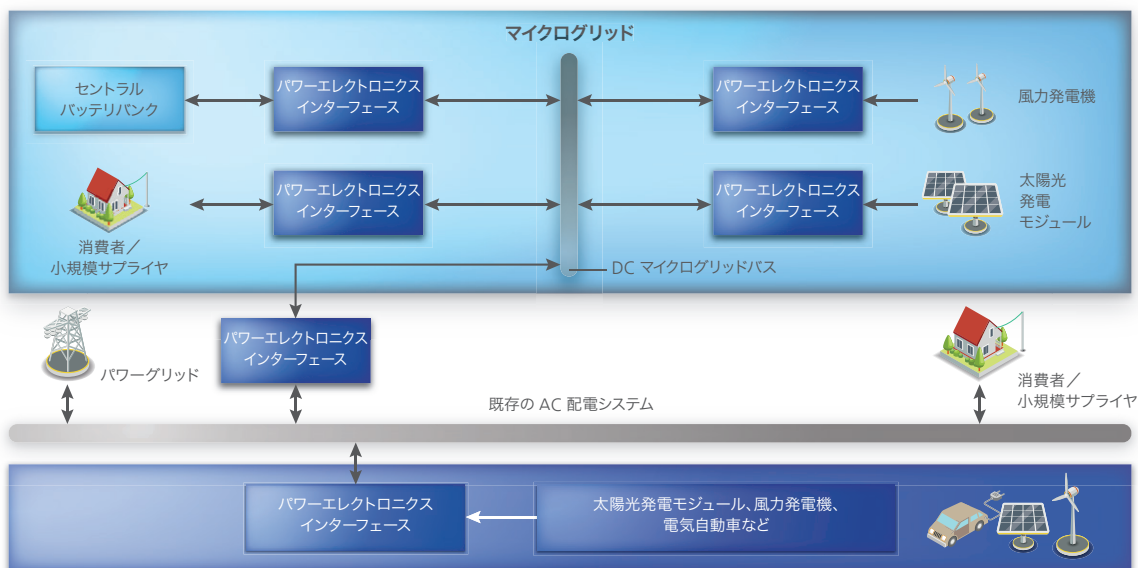 マイクログリッド
セントラル
バッテリバンク
パワーエレクトロニクス
インターフェース
パワーエレクトロニクス
インターフェース
風力発電機
消費者／
小規模サプライヤ
パワーエレクトロニクス
インターフェース
パワーエレクトロニクス
インターフェース
太陽光
発電
モジュール
DC マイクログリッドバス
パワーグリッド
パワーエレクトロニクス
インターフェース
消費者／
小規模サプライヤ
既存の AC 配電システム
パワーエレクトロニクス
インターフェース
太陽光発電モジュール、風力発電機、
電気自動車など